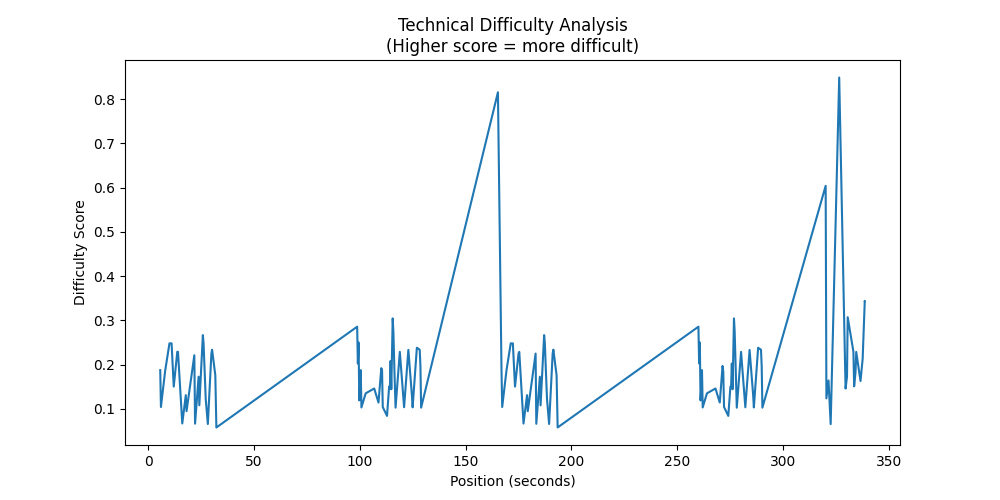 Technical Difficulty Analysis
(Higher score = more difficult)
Difficulty Score
0.8
0.7
0.6
0.5
0.4
0.3
0.2
0.1
0 50 100 150 200 250 300 350
Position (seconds)